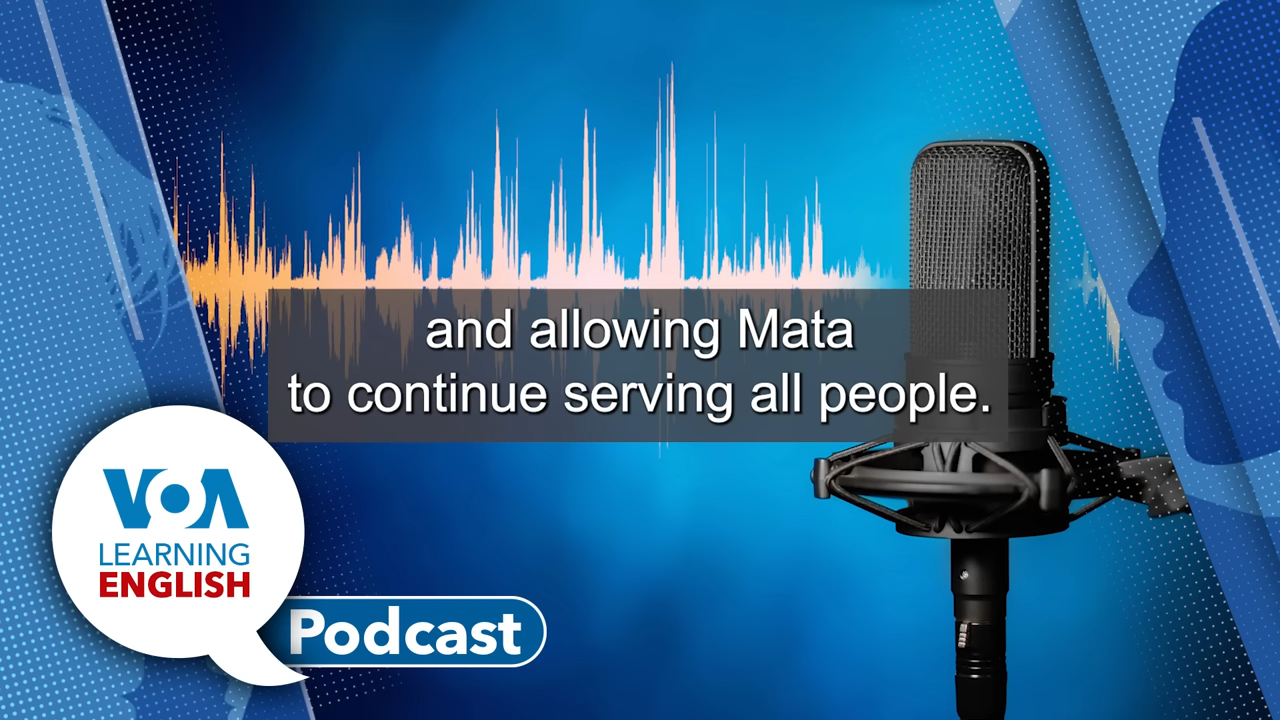 and allowing Mata
to continue serving all people.
VOA
LEARNING
ENGLISH
Podcast